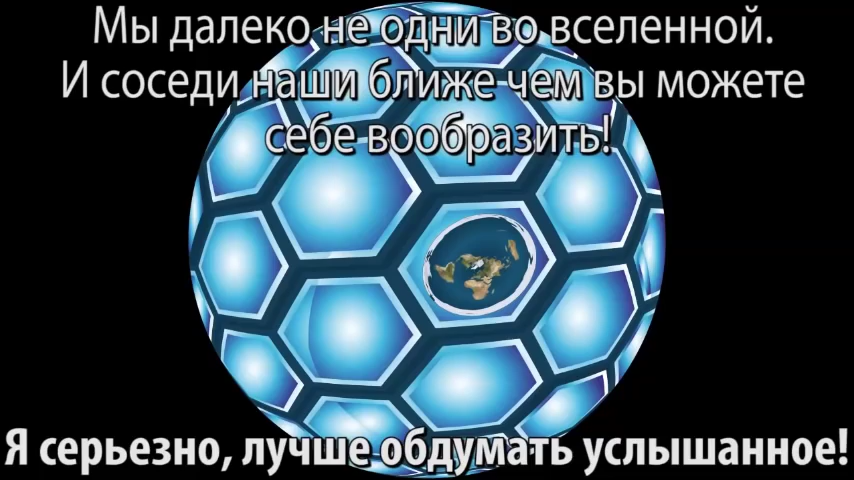 Мы далеко не одни во вселенной.
И соседи наши ближе чем вы можете
себе вообразить!
Я серьезно, лучше обдумать услышанное!